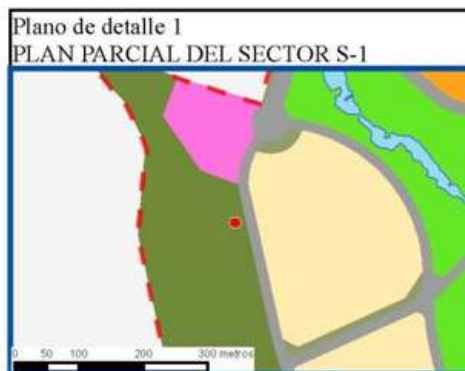 Plano de detalle 1
PLAN PARCIAL DEL SECTOR S-1
0 50 100 200 300 metros